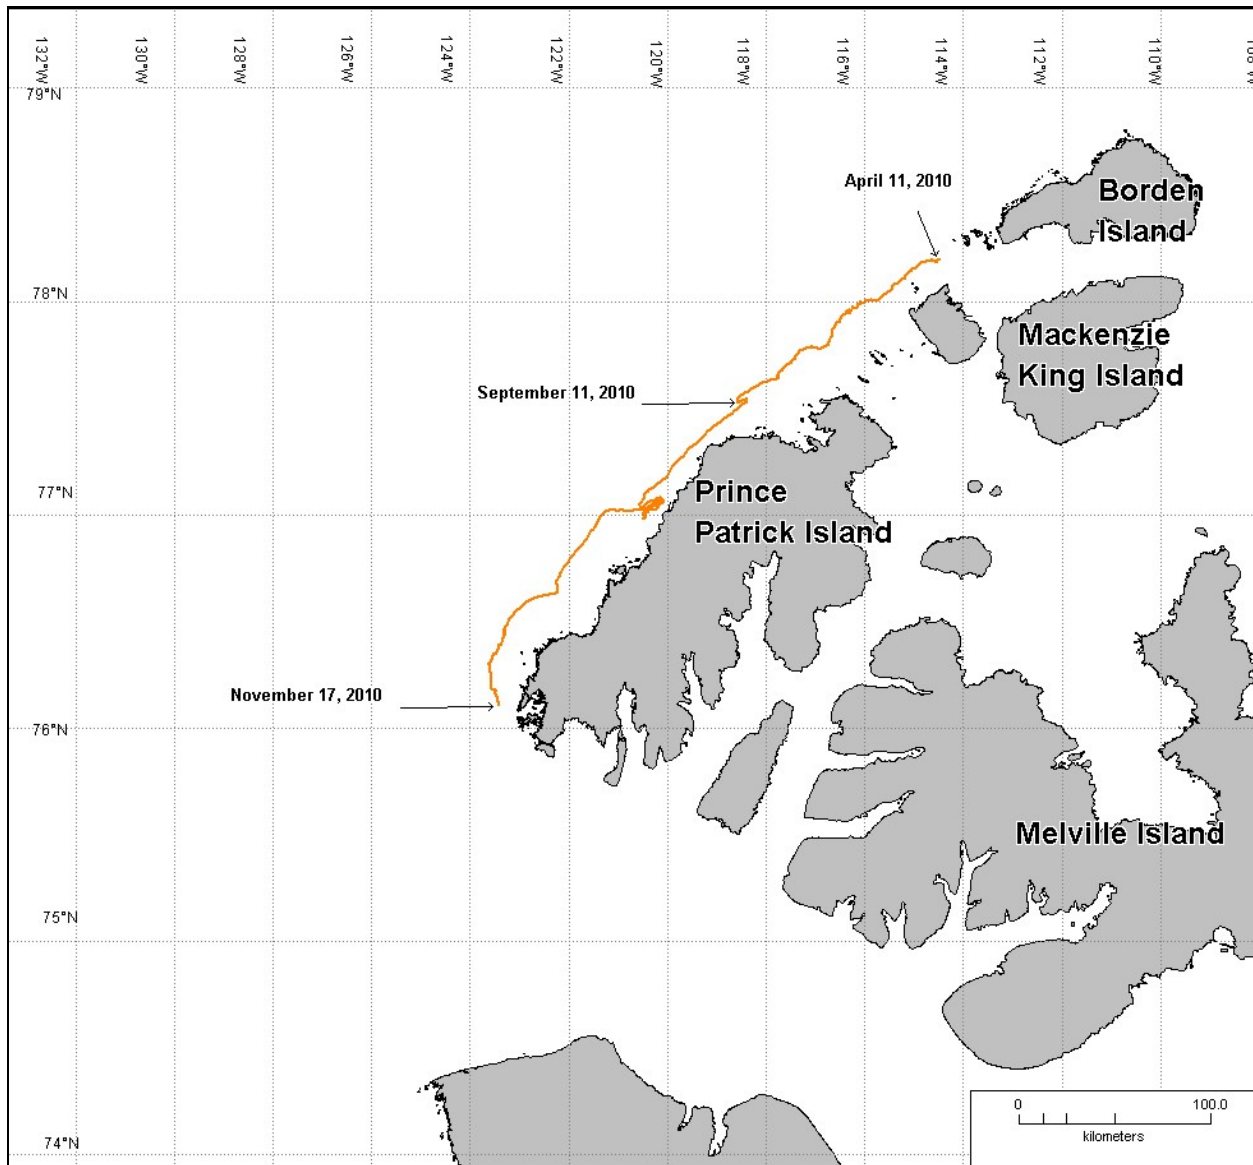 132°W
130°W
128°W
126°W
124°W
122°W
120°W
118°W
116°W
114°W
112°W
110°W
108°W
79°N
April 11, 2010
Borden
Island
78°N
Mackenzie
King Island
September 11, 2010
77°N
Prince
Patrick Island
November 17, 2010
76°N
Melville Island
75°N
0 100.0
kilometers
74°N